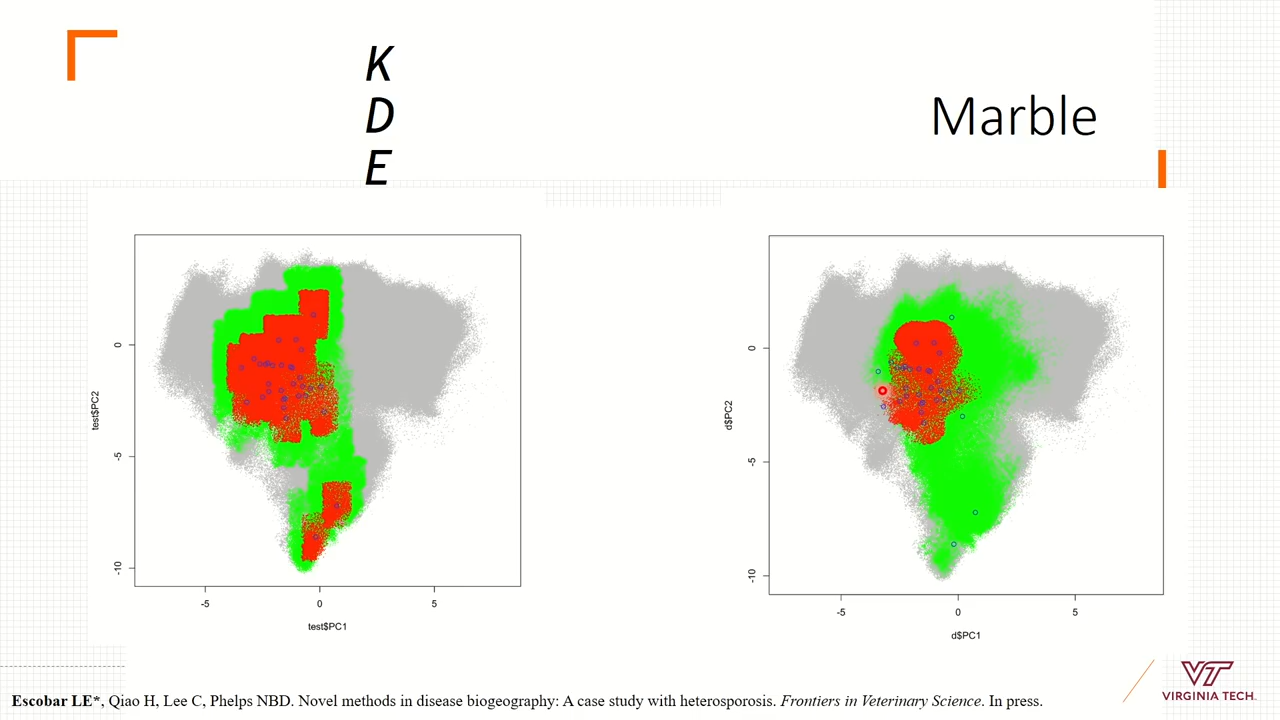 K
D
E
Marble
0
-5
-10
test$PC2
-5
0
5
test$PC1
0
-5
-10
d$PC2
-5
0
5
d$PC1
VT
VIRGINIA TECH
Escobar LE*, Qiao H, Lee C, Phelps NBD. Novel methods in disease biogeography: A case study with heterosporosis. Frontiers in Veterinary Science. In press.